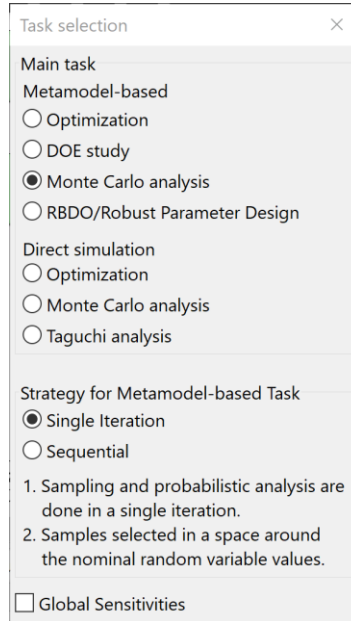 Task selection
Main task
Metamodel-based
Optimization
DOE study
Monte Carlo analysis
RBDO/Robust Parameter Design
Direct simulation
Optimization
Monte Carlo analysis
Taguchi analysis
Strategy for Metamodel-based Task
Single Iteration
Sequential
1. Sampling and probabilistic analysis are
done in a single iteration.
2. Samples selected in a space around
the nominal random variable values.
Global Sensitivities